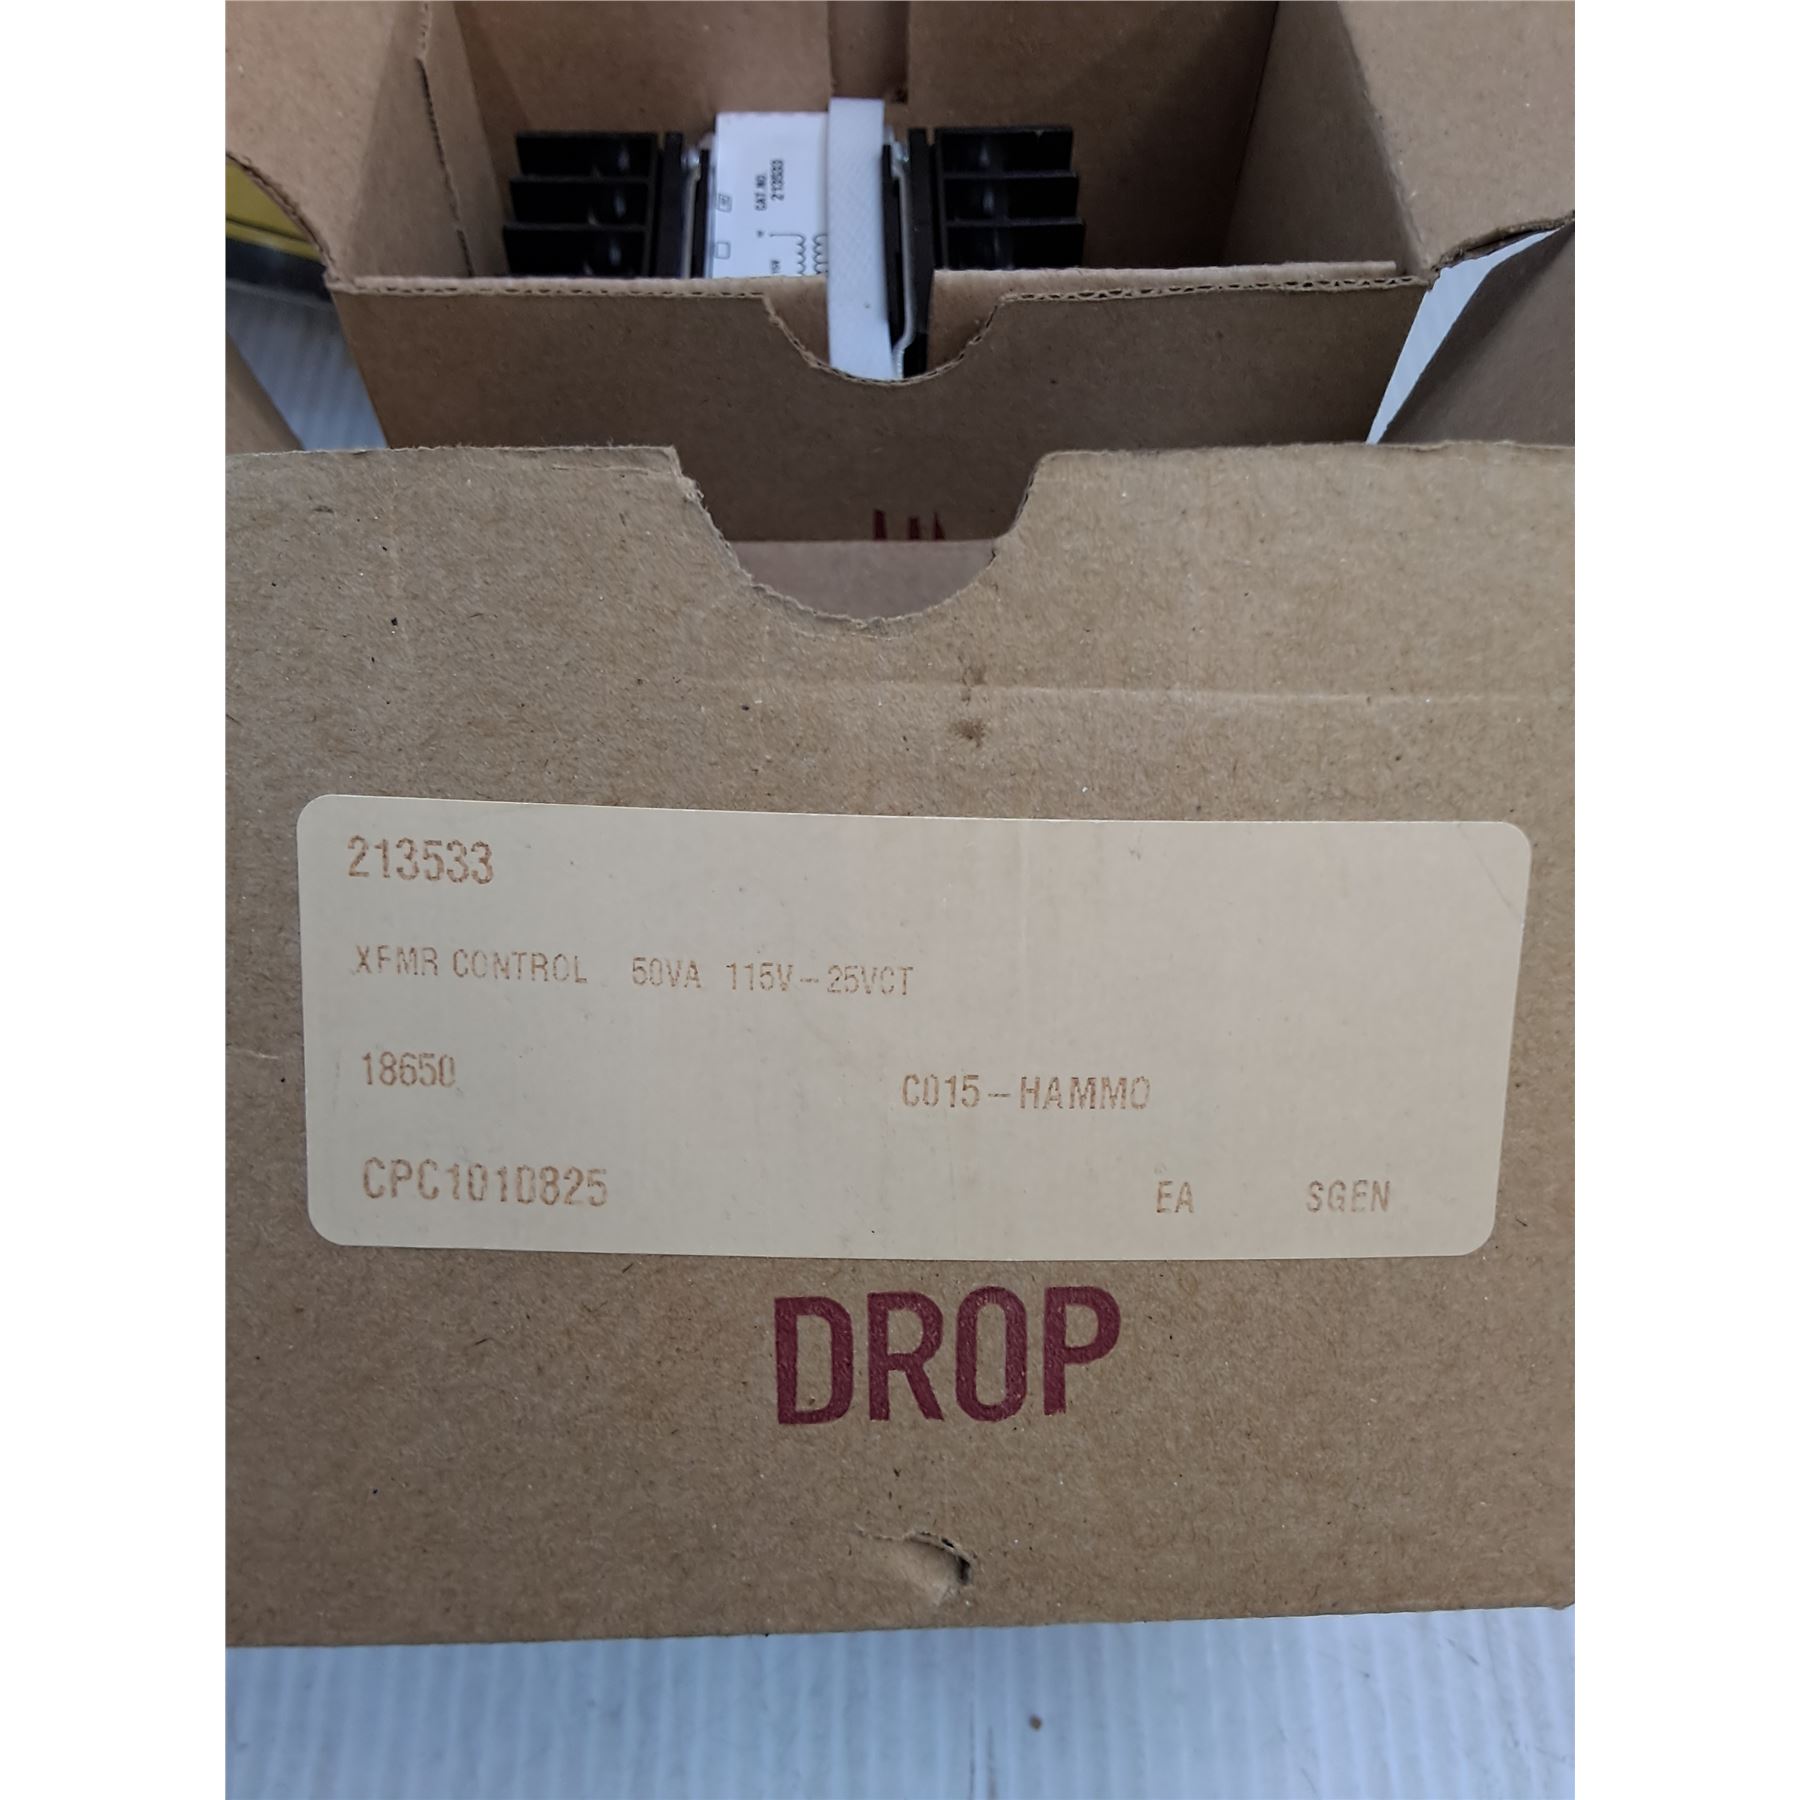 CAT.NO.
213533
213533
XFMR CONTROL 50VA 115V-25VCT
18650 C015-HAMMO
CPC1010825 EA SGEN
DROP